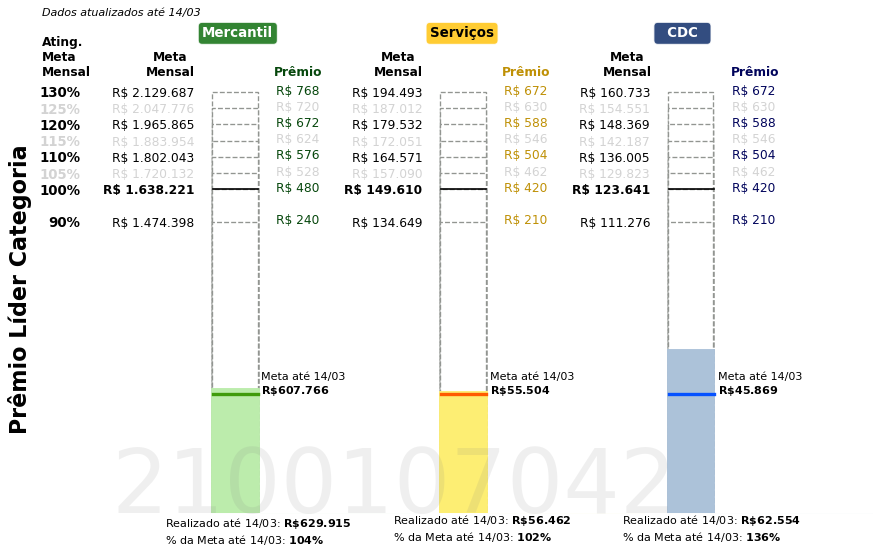 Dados atualizados até 14/03
Mercantil Serviços CDC
Ating.
Meta Meta Meta Meta
Mensal Mensal Prêmio Mensal Prêmio Mensal Prêmio
130% R$ 2.129.687 R$ 768 R$ 194.493 R$ 672 R$ 160.733 R$ 672
125% R$ 2.047.776 R$ 720 R$ 187.012 R$ 630 R$ 154.551 R$ 630
120% R$ 1.965.865 R$ 672 R$ 179.532 R$ 588 R$ 148.369 R$ 588
115% R$ 1.883.954 R$ 624 R$ 172.051 R$ 546 R$ 142.187 R$ 546
110% R$ 1.802.043 R$ 576 R$ 164.571 R$ 504 R$ 136.005 R$ 504
105% R$ 1.720.132 R$ 528 R$ 157.090 R$ 462 R$ 129.823 R$ 462
100% R$ 1.638.221 R$ 480 R$ 149.610 R$ 420 R$ 123.641 R$ 420
90% R$ 1.474.398 R$ 240 R$ 134.649 R$ 210 R$ 111.276 R$ 210
Prêmio Líder Categoria
Meta até 14/03 Meta até 14/03 Meta até 14/03
R$607.766 R$55.504 R$45.869
2100107042
Realizado até 14/03: R$629.915 Realizado até 14/03: R$56.462 Realizado até 14/03: R$62.554
% da Meta até 14/03: 104% % da Meta até 14/03: 102% % da Meta até 14/03: 136%